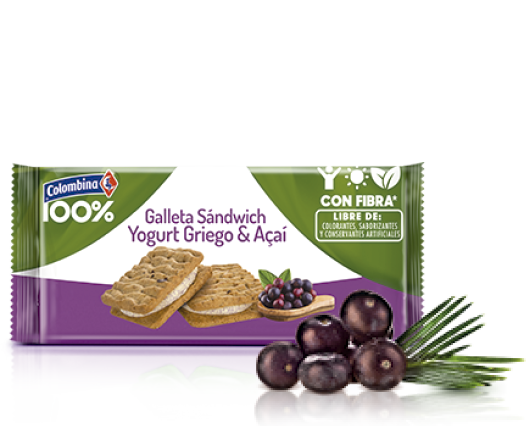 Colombina
100%
Galleta Sándwich
Yogurt Griego & Açaí
CON FIBRA*
LIBRE DE:
COLORANTES, SABORIZANTES
Y CONSERVANTES ARTIFICIALES